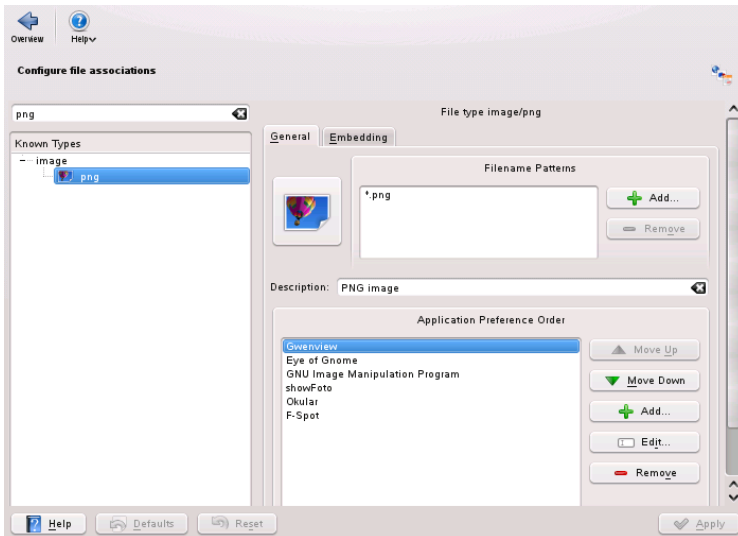 Overview
Help
Configure file associations
png
File type image/png
Known Types
image
png
General
Embedding
Filename Patterns
*.png
Add...
Remove
Description:
PNG image
Application Preference Order
Gwenview
Eye of Gnome
GNU Image Manipulation Program
showFoto
Okular
F-Spot
Move Up
Move Down
Add...
Edit...
Remove
Help
Defaults
Reset
Apply